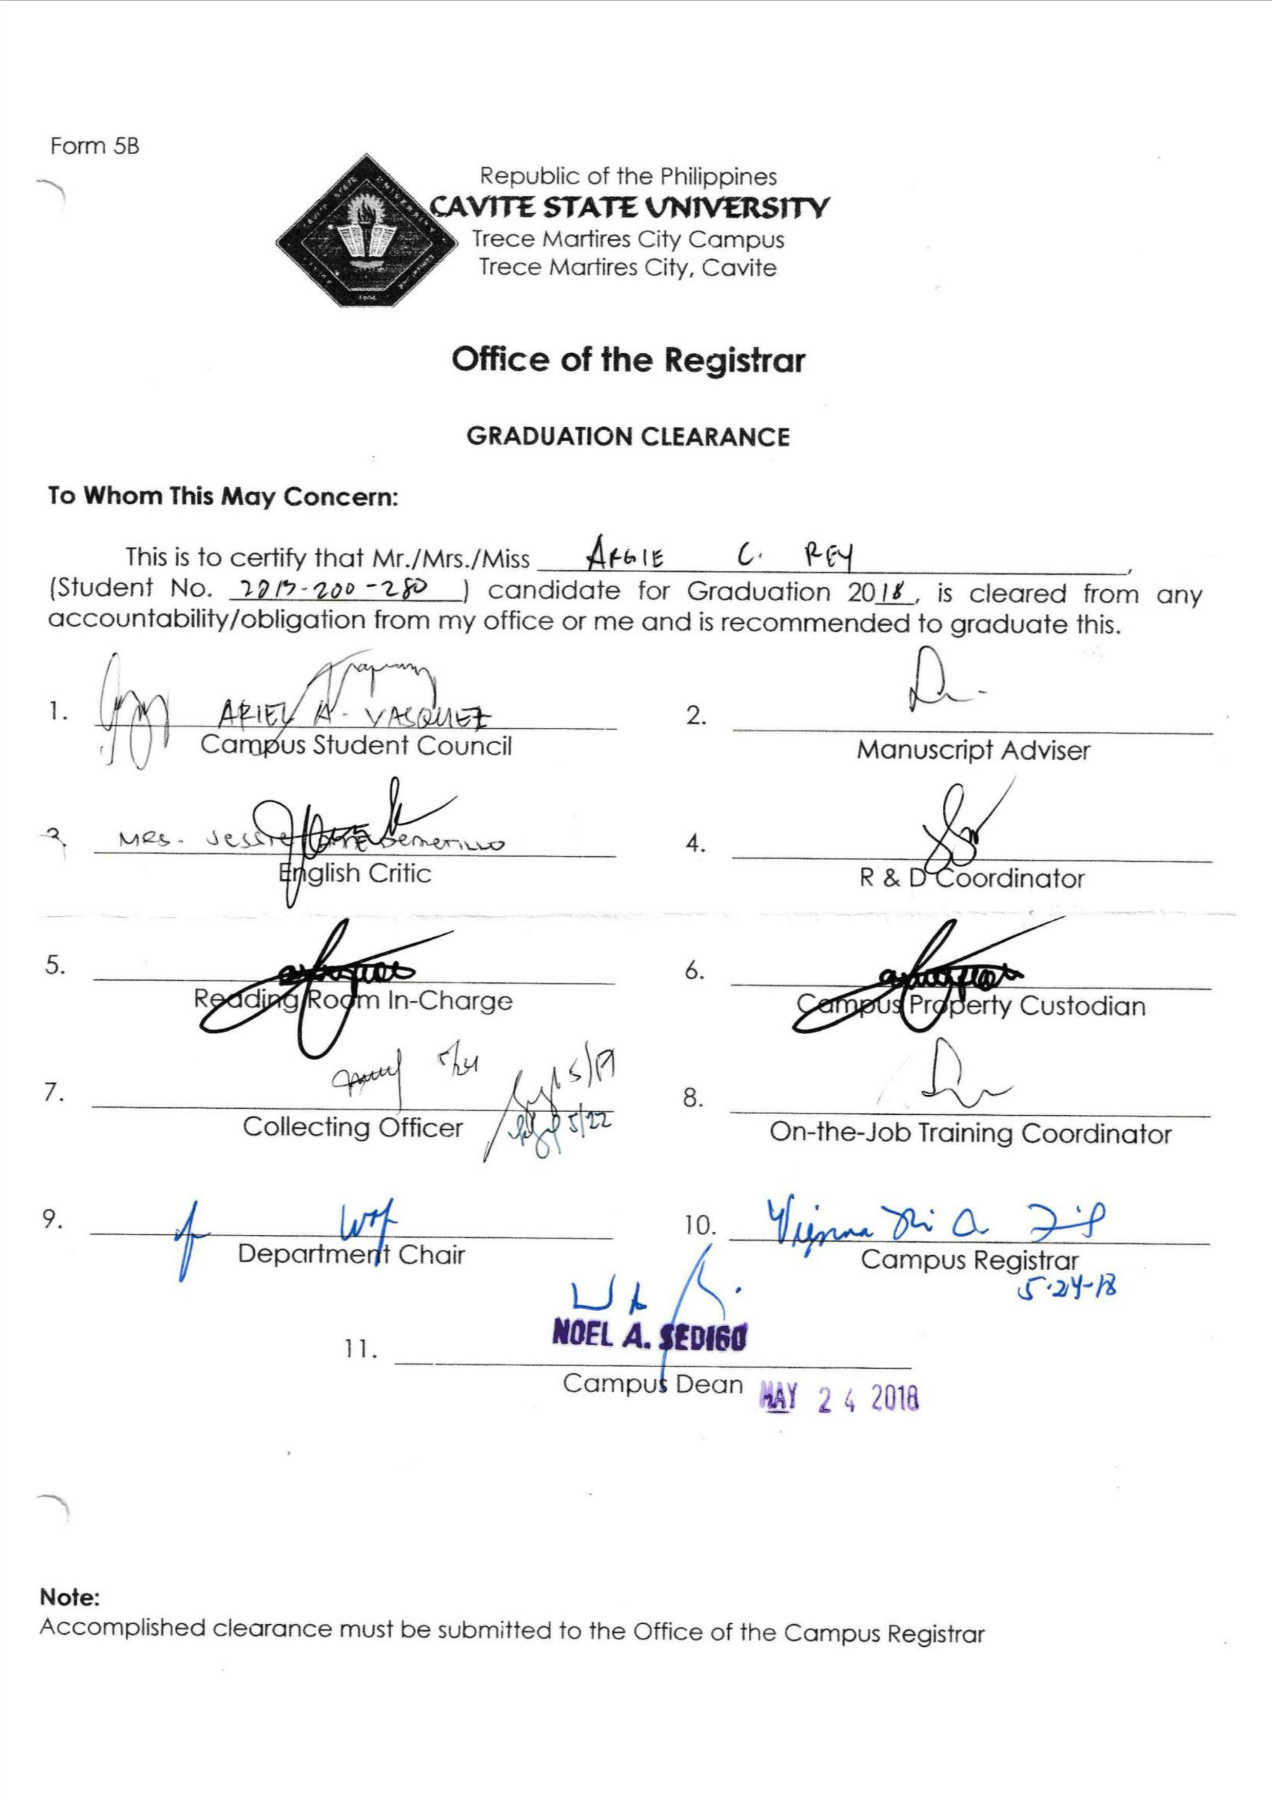 Form 5B
Republic of the Philippines
CAVITE STATE UNIVERSITY
Trece Martires City Campus
Trece Martires City, Cavite
Office of the Registrar
GRADUATION CLEARANCE
To Whom This May Concern:
This is to certify that Mr./Mrs./Miss ARGIE C. REY,
(Student No. 2013-200-280) candidate for Graduation 2018, is cleared from any
accountability/obligation from my office or me and is recommended to graduate this.
1. ARIEL A. VASQUEZ
Campus Student Council
2.
Manuscript Adviser
3. MRS. Jessie
English Critic
4.
R & D Coordinator
5.
Reading Room In-Charge
6.
Campus Property Custodian
7. 5/19
Collecting Officer 5/22
8.
On-the-Job Training Coordinator
9.
Department Chair
10.
Campus Registrar
5-24-18
NOEL A. SEDIGO
11.
Campus Dean MAY 24 2018
Note:
Accomplished clearance must be submitted to the Office of the Campus Registrar